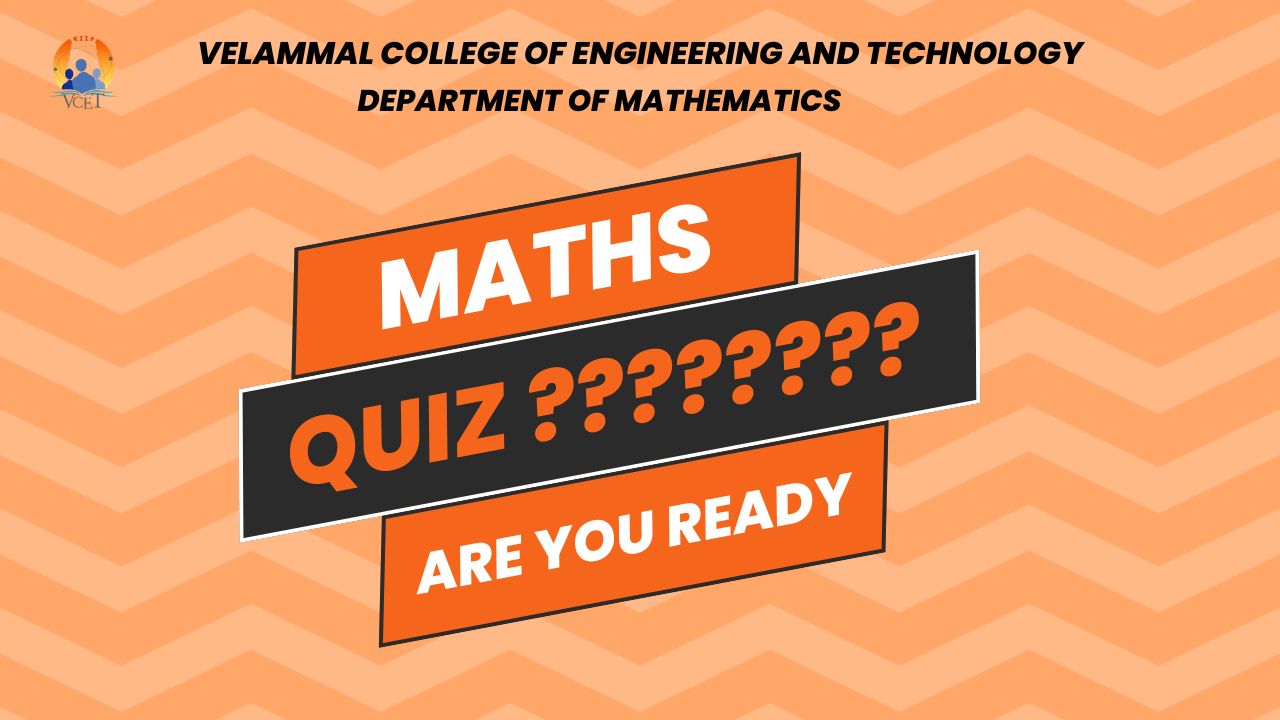 VELAMMAL COLLEGE OF ENGINEERING AND TECHNOLOGY
DEPARTMENT OF MATHEMATICS
VCET
MATHS
QUIZ ????????
ARE YOU READY